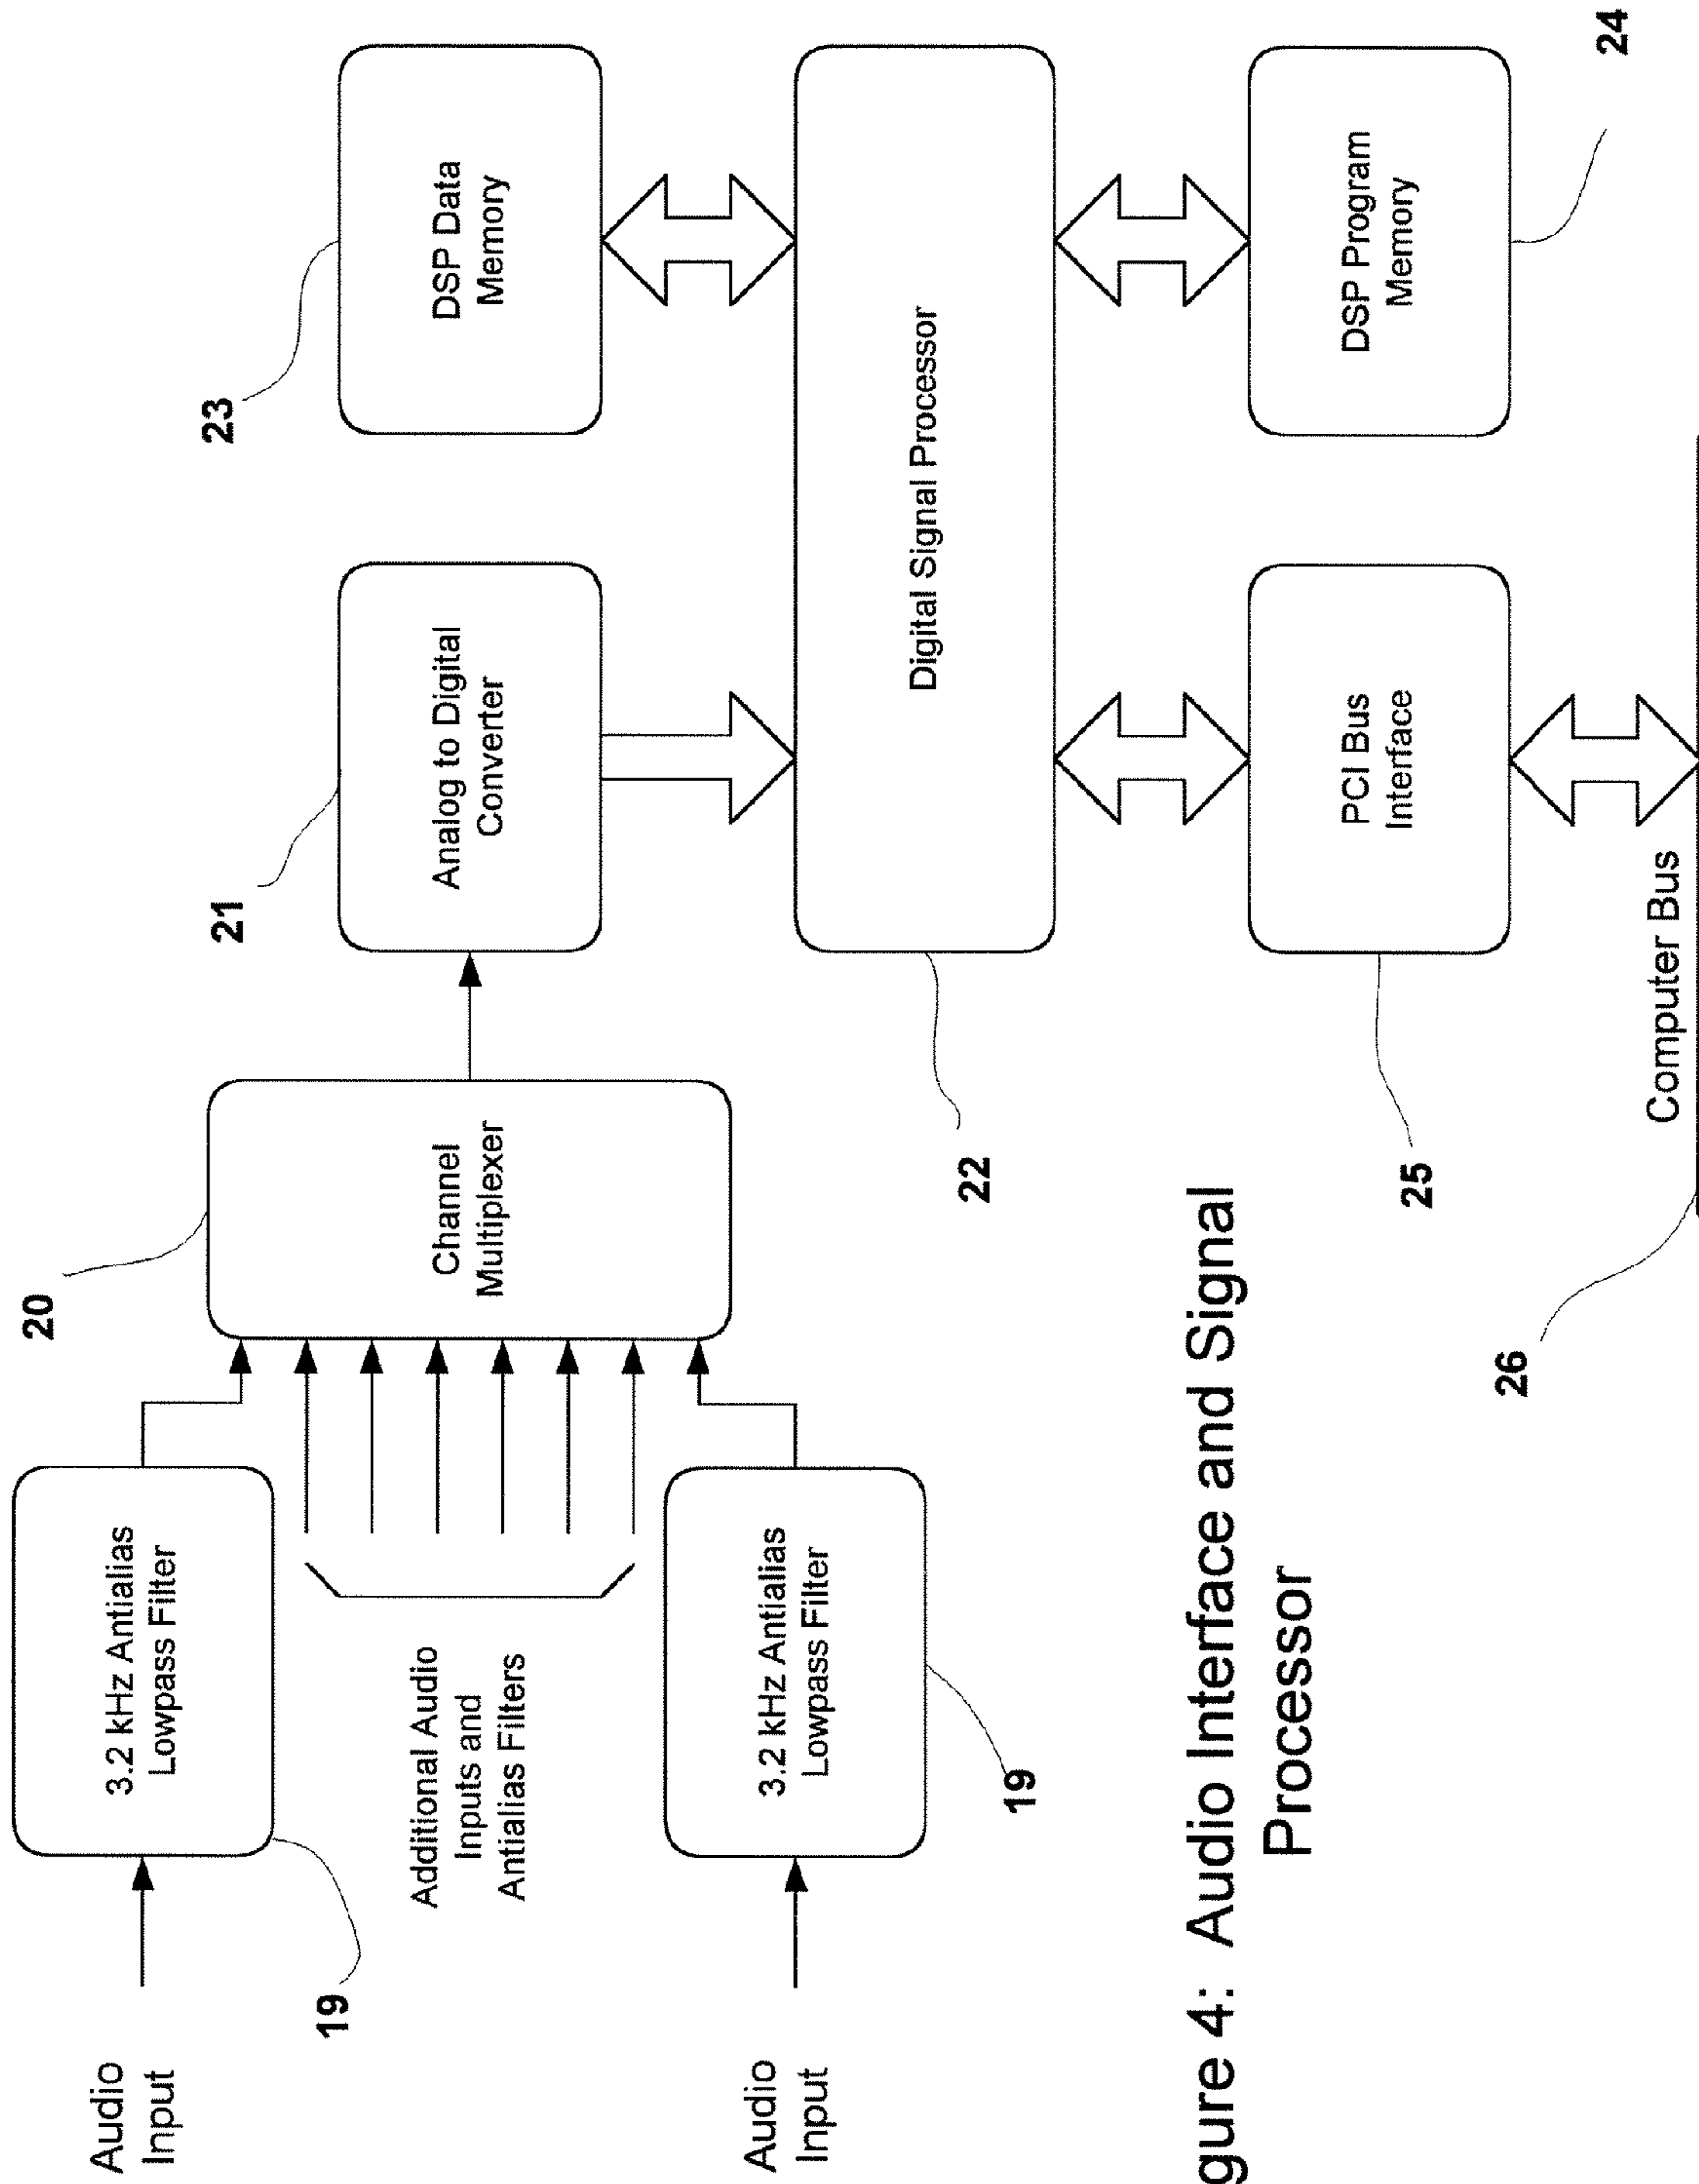 Audio
Input
3.2 kHz Antialias
Lowpass Filter
19
20
Channel
Multiplexer
Additional Audio
Inputs and
Antialias Filters
Audio
Input
3.2 kHz Antialias
Lowpass Filter
19
21
Analog to Digital
Converter
23
DSP Data
Memory
Digital Signal Processor
22
PCI Bus
Interface
25
DSP Program
Memory
24
Computer Bus
26
gure 4: Audio Interface and Signal
Processor